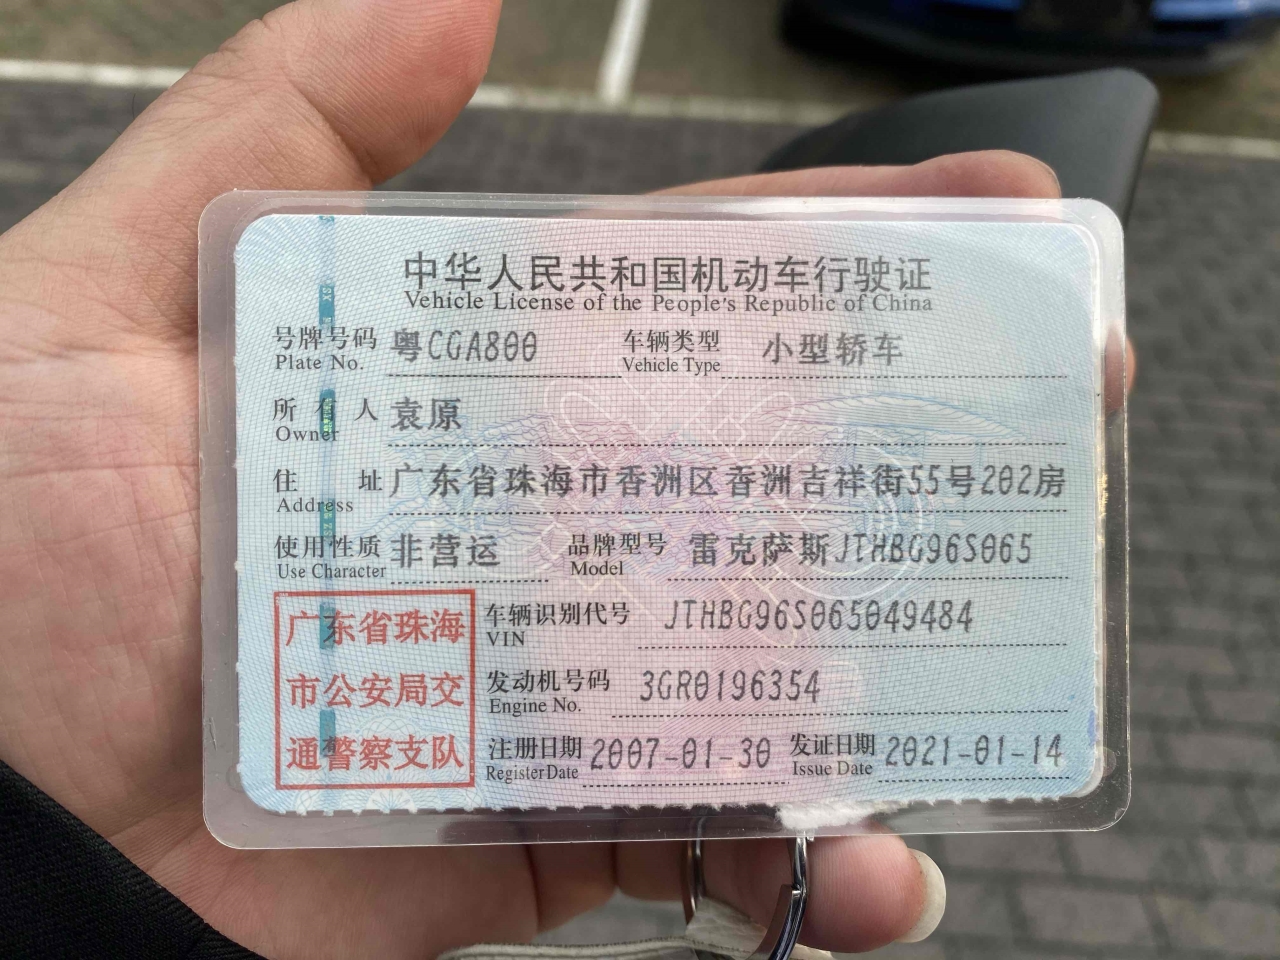 中华人民共和国机动车行驶证
Vehicle License of the People's Republic of China
号牌号码 粤CGA800 车辆类型 小型轿车
Plate No. Vehicle Type
所有人 袁原
Owner
住址 广东省珠海市香洲区香洲吉祥街55号202房
Address
使用性质 非营运 品牌型号 雷克萨斯JTHBG96S065
Use Character Model
广东省珠海
市公安局交
通警察支队
车辆识别代号 JTHBG96S065049484
VIN
发动机号码 3GR0196354
Engine No.
注册日期 2007-01-30 发证日期 2021-01-14
Register Date Issue Date